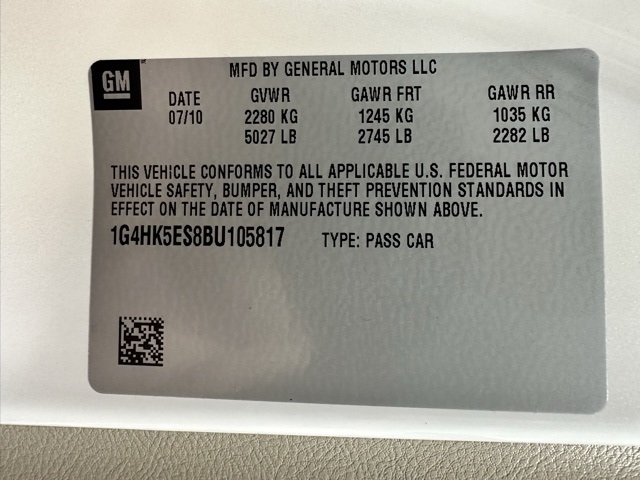 GM
MFD BY GENERAL MOTORS LLC
DATE GVWR GAWR FRT GAWR RR
07/10 2280 KG 1245 KG 1035 KG
5027 LB 2745 LB 2282 LB
THIS VEHICLE CONFORMS TO ALL APPLICABLE U.S. FEDERAL MOTOR
VEHICLE SAFETY, BUMPER, AND THEFT PREVENTION STANDARDS IN
EFFECT ON THE DATE OF MANUFACTURE SHOWN ABOVE.
1G4HK5ES8BU105817 TYPE: PASS CAR